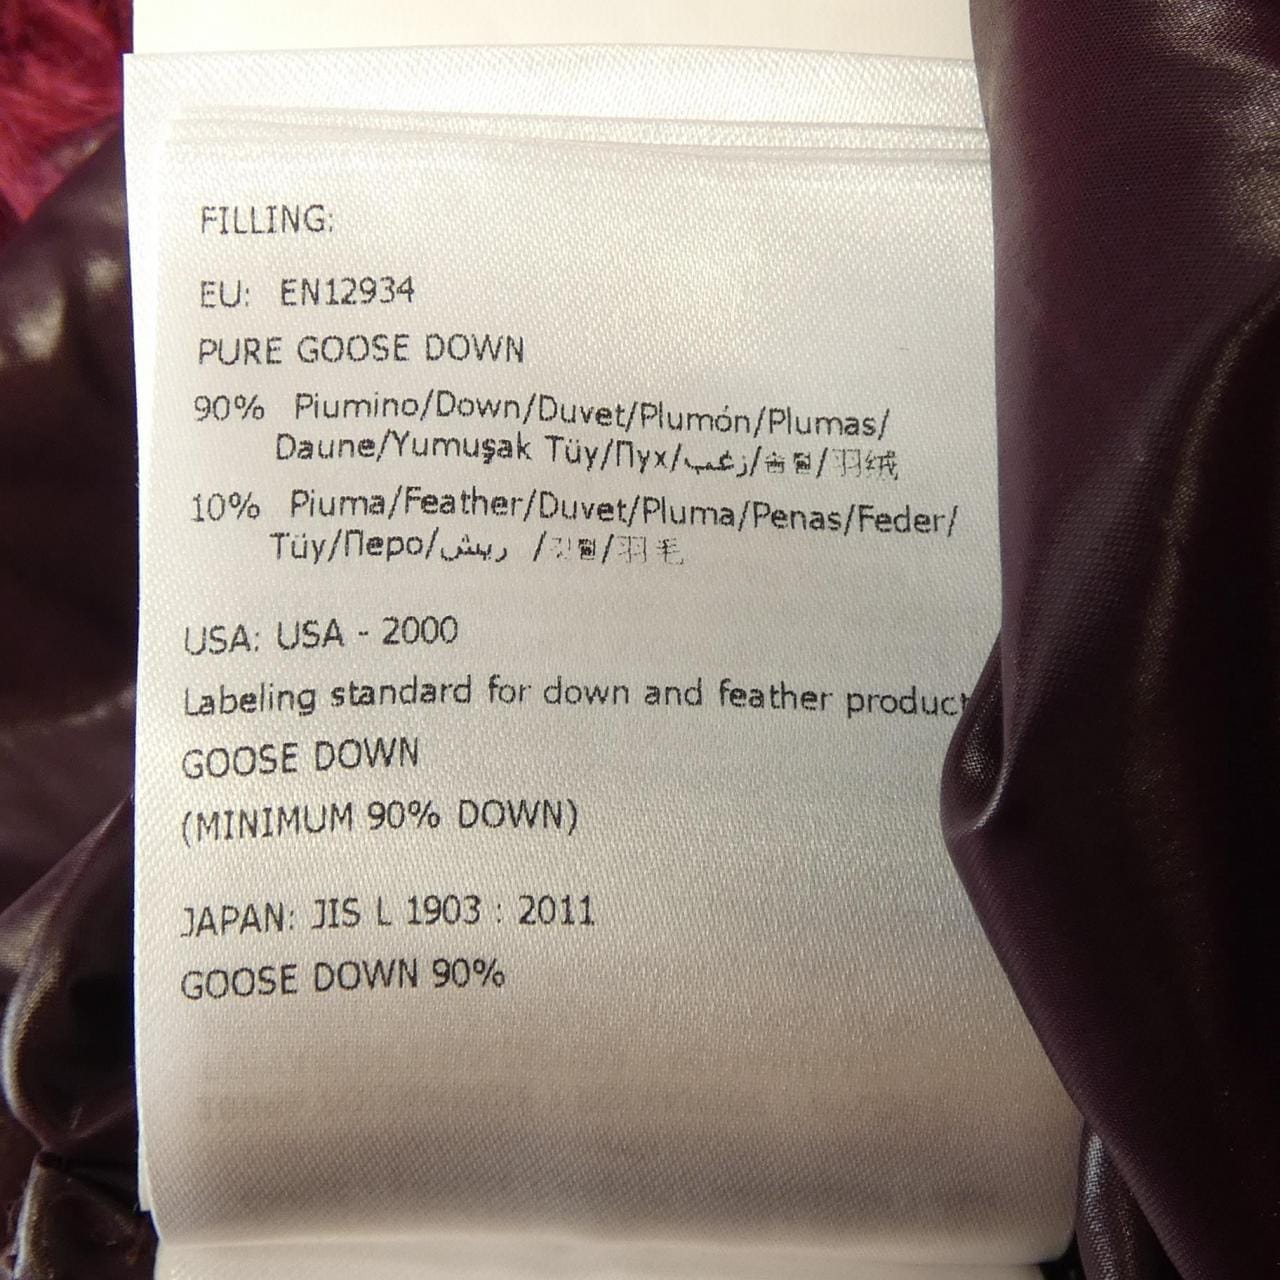 FILLING:
EU: EN12934
PURE GOOSE DOWN
90% Piumino/Down/Duvet/Plumón/Plumas/
Daune/Yumuşak Tüy/Пух/زغب/솜털/羽绒
10% Piuma/Feather/Duvet/Pluma/Penas/Feder/
Tüy/Перо/ريش /깃털/羽毛
USA: USA - 2000
Labeling standard for down and feather product
GOOSE DOWN
(MINIMUM 90% DOWN)
JAPAN: JIS L 1903 : 2011
GOOSE DOWN 90%